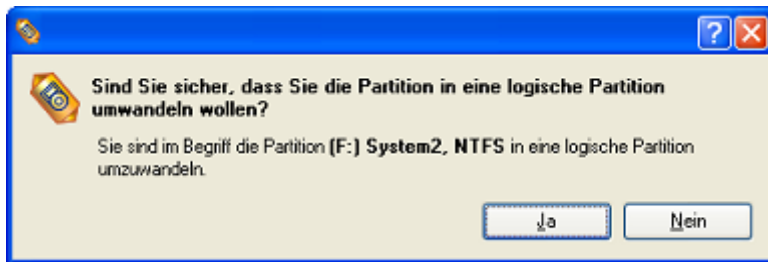 ?
Sind Sie sicher, dass Sie die Partition in eine logische Partition
umwandeln wollen?
Sie sind im Begriff die Partition (F:) System2, NTFS in eine logische Partition
umzuwandeln.
Ja Nein